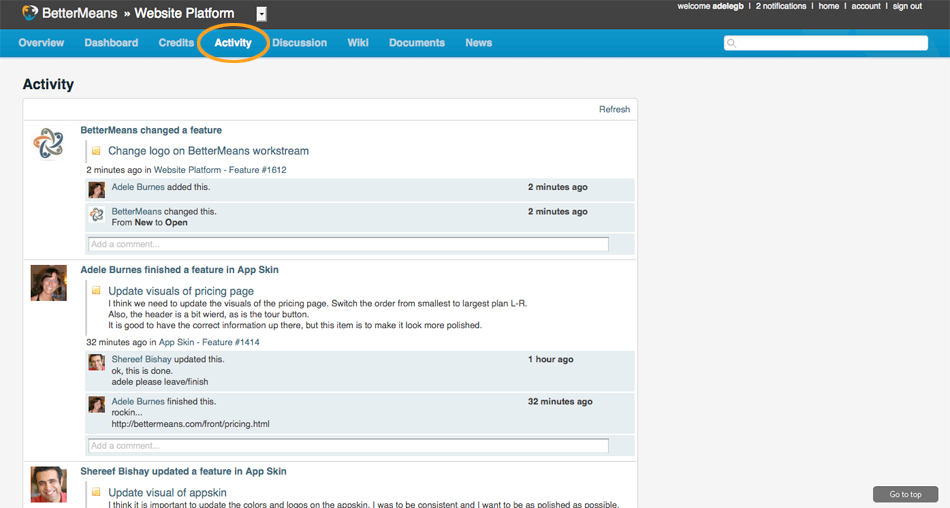 BetterMeans » Website Platform
welcome adelegb | 2 notifications | home | account | sign out
Overview Dashboard Credits Activity Discussion Wiki Documents News
Activity
Refresh
BetterMeans changed a feature
Change logo on BetterMeans workstream
2 minutes ago in Website Platform - Feature #1612
Adele Burnes added this. 2 minutes ago
BetterMeans changed this. 2 minutes ago
From New to Open
Add a comment...
Adele Burnes finished a feature in App Skin
Update visuals of pricing page
I think we need to update the visuals of the pricing page. Switch the order from smallest to largest plan L-R.
Also, the header is a bit wierd, as is the tour button.
It is good to have the correct information up there, but this item is to make it look more polished.
32 minutes ago in App Skin - Feature #1414
Shereef Bishay updated this. 1 hour ago
ok, this is done.
adele please leave/finish
Adele Burnes finished this. 32 minutes ago
rockin...
http://bettermeans.com/front/pricing.html
Add a comment...
Shereef Bishay updated a feature in App Skin
Update visual of appskin
I think it is important to update the colors and logos on the appskin. I was to be consistent and I want to be as polished as possible.
Go to top